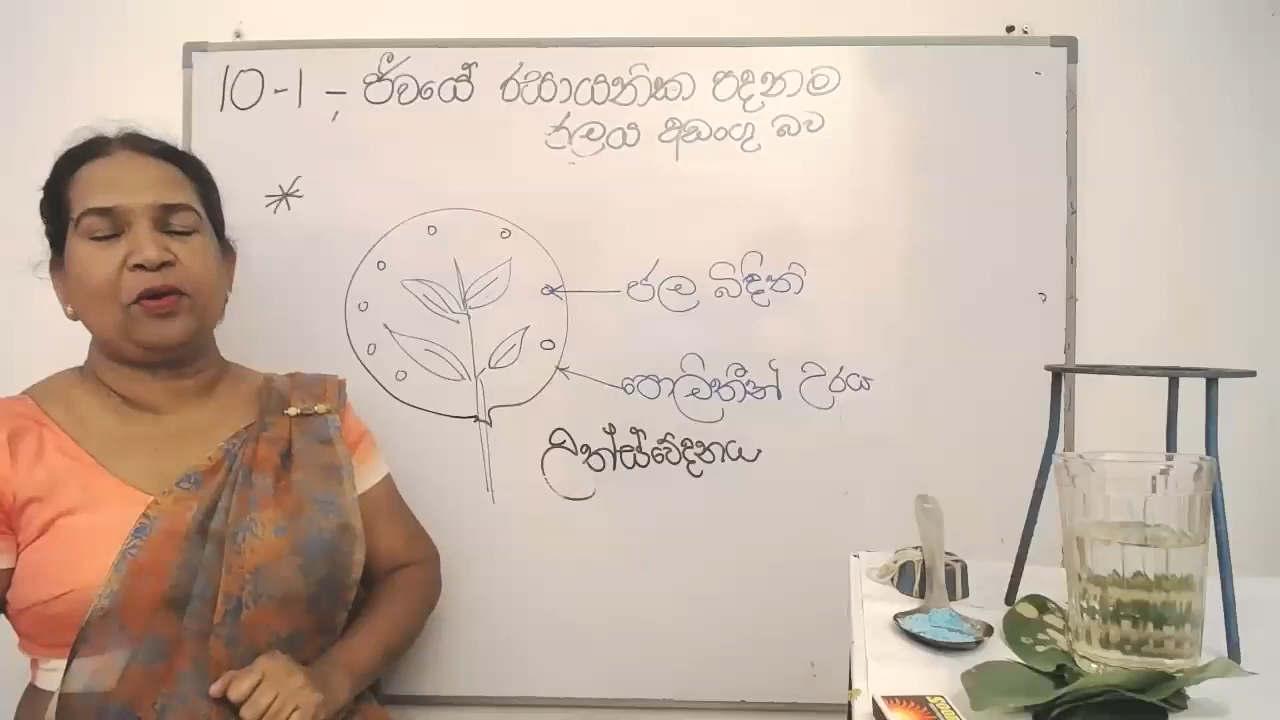 10-1 - ජීවයේ රසායනික පදනම
ජලය අඩංගු බව
*
ජල බිඳිති
පොලිතීන් උරය
උත්ස්වේදනය